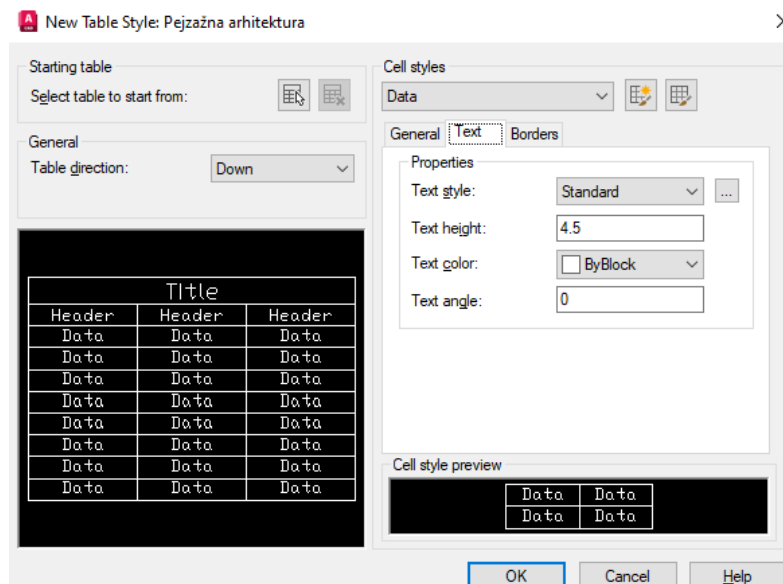 New Table Style: Pejzažna arhitektura
Starting table
Select table to start from:
General
Table direction:
Down
Title
Header Header Header
Data Data Data
Data Data Data
Data Data Data
Data Data Data
Data Data Data
Data Data Data
Data Data Data
Data Data Data
Cell styles
Data
General Text Borders
Properties
Text style:
Standard
...
Text height:
4.5
Text color:
ByBlock
Text angle:
0
Cell style preview
Data Data
Data Data
OK Cancel Help